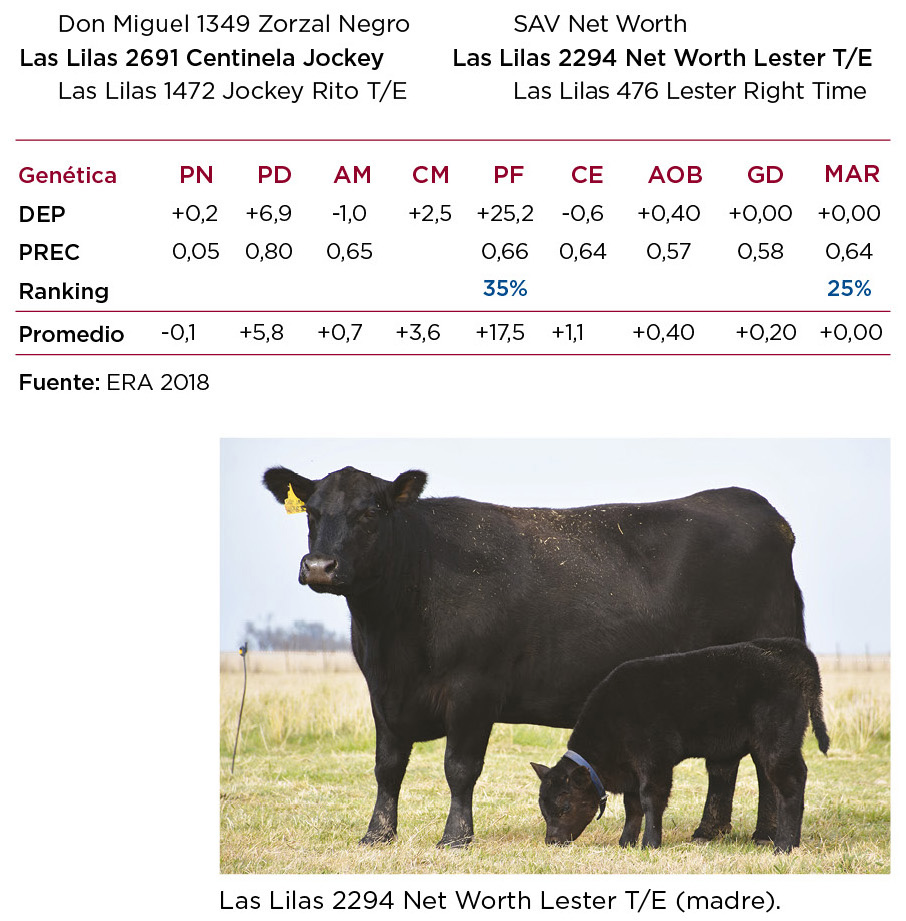 Don Miguel 1349 Zorzal Negro SAV Net Worth
Las Lilas 2691 Centinela Jockey Las Lilas 2294 Net Worth Lester T/E
Las Lilas 1472 Jockey Rito T/E Las Lilas 476 Lester Right Time
Genética PN PD AM CM PF CE AOB GD MAR
DEP +0,2 +6,9 -1,0 +2,5 +25,2 -0,6 +0,40 +0,00 +0,00
PREC 0,05 0,80 0,65 0,66 0,64 0,57 0,58 0,64
Ranking 35% 25%
Promedio -0,1 +5,8 +0,7 +3,6 +17,5 +1,1 +0,40 +0,20 +0,00
Fuente: ERA 2018
Las Lilas 2294 Net Worth Lester T/E (madre).